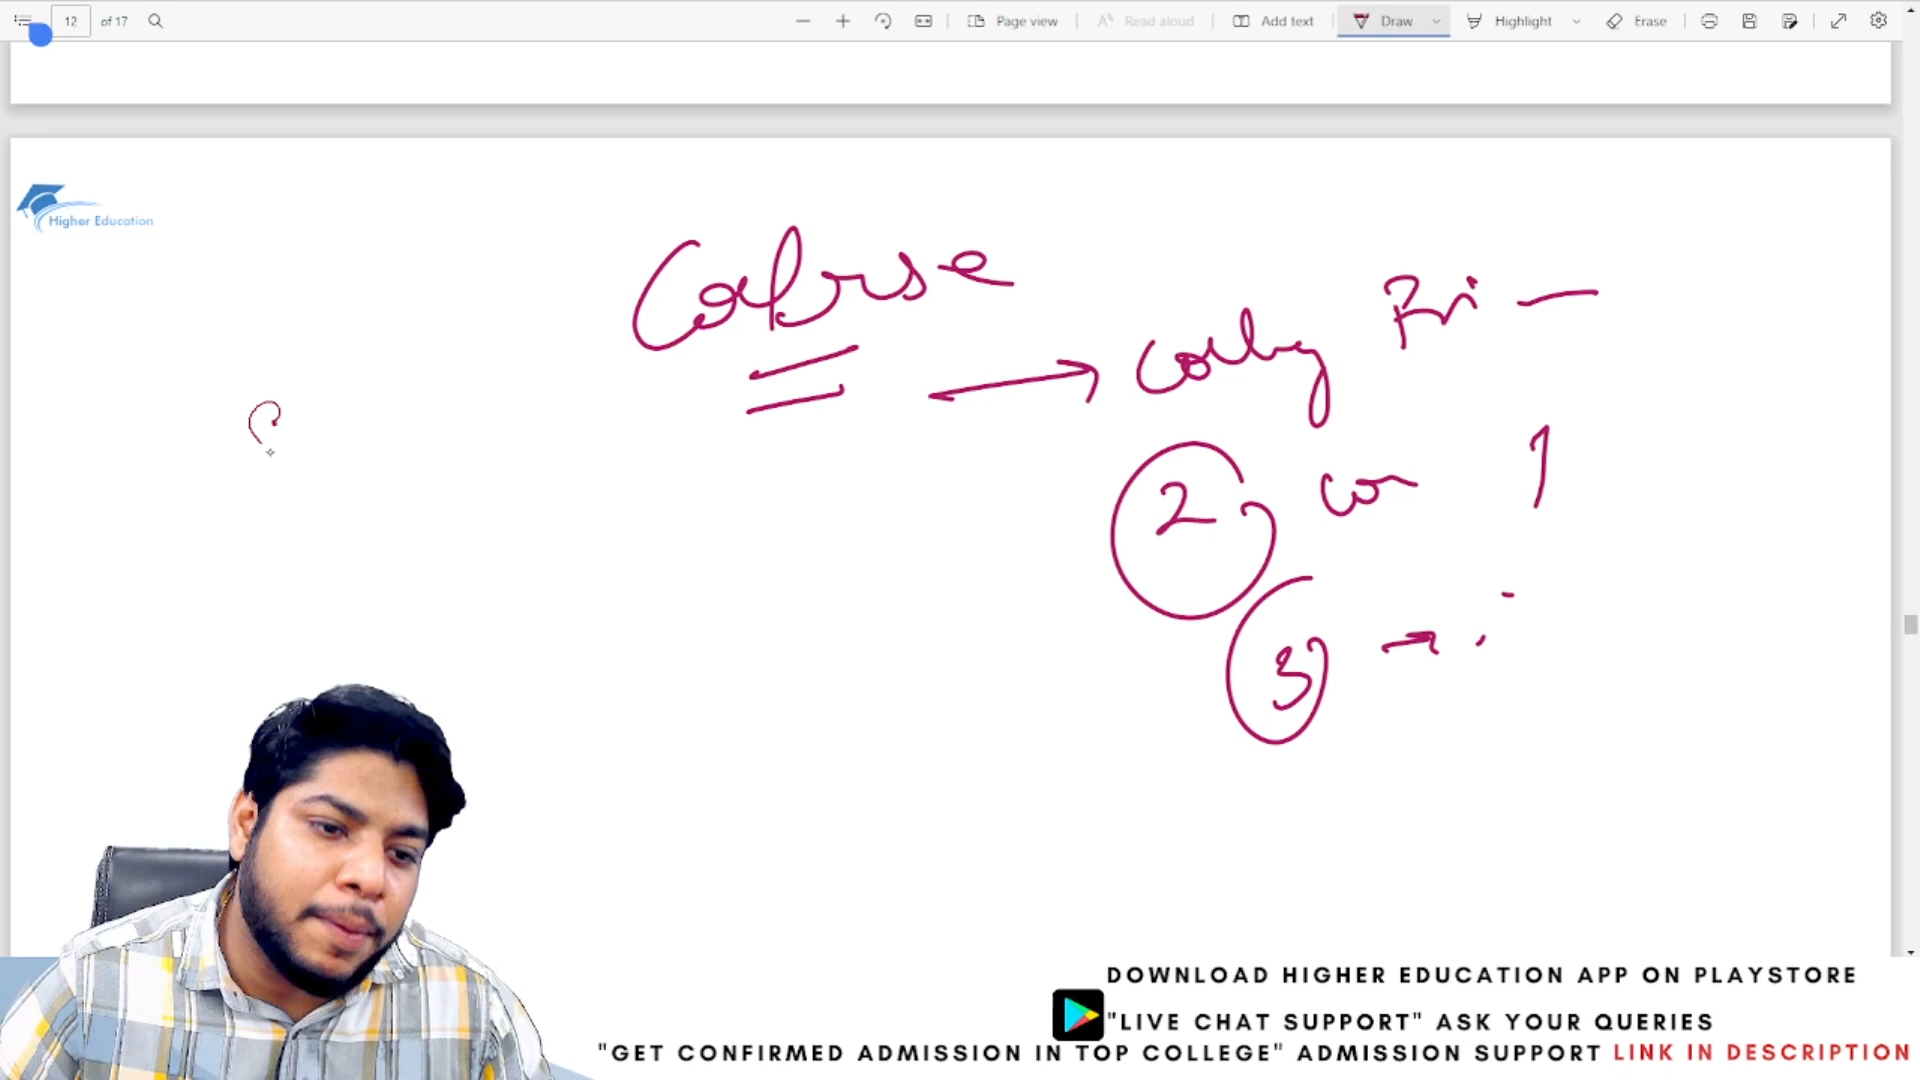 12 of 17 Page view Read aloud Add text Draw Highlight Erase
Higher Education
2
con
3
DOWNLOAD HIGHER EDUCATION APP ON PLAYSTORE
"LIVE CHAT SUPPORT" ASK YOUR QUERIES
"GET CONFIRMED ADMISSION IN TOP COLLEGE" ADMISSION SUPPORT LINK IN DESCRIPTION